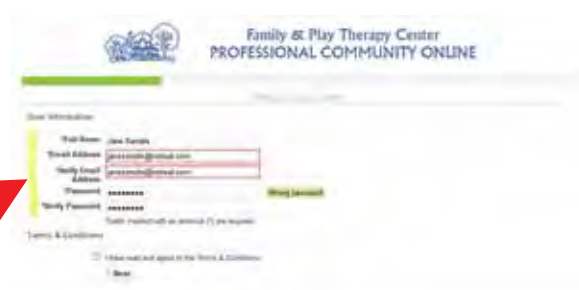 Family & Play Therapy Center
PROFESSIONAL COMMUNITY ONLINE
User Information
Full Name Jane Sample
Email Address
Verify Email
Address
Password ********
Strong password
Verify Password ********
Fields marked with an asterisk (*) are required.
Terms & Conditions
I have read and agree to the Terms & Conditions
Next